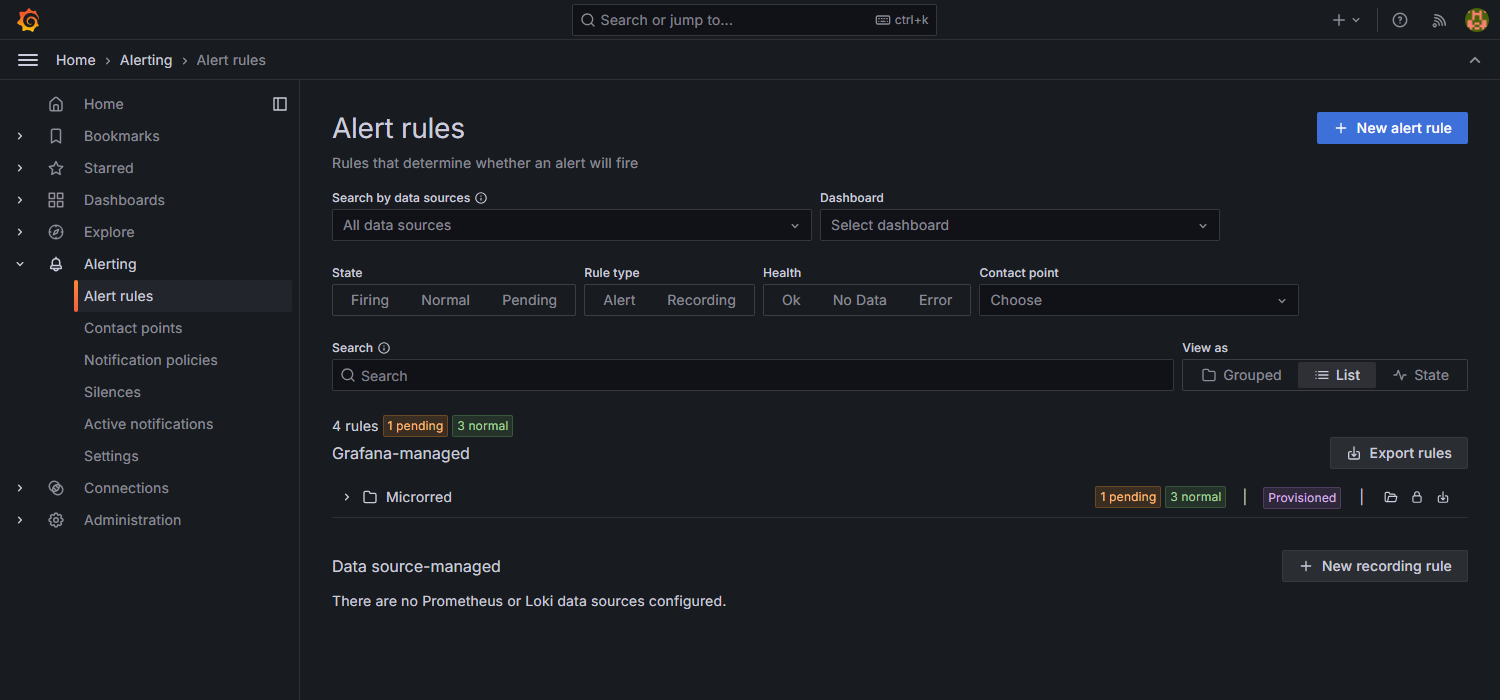 Search or jump to... ctrl+k
Home › Alerting › Alert rules
Home
Bookmarks
Starred
Dashboards
Explore
Alerting
Alert rules
Contact points
Notification policies
Silences
Active notifications
Settings
Connections
Administration
Alert rules
New alert rule
Rules that determine whether an alert will fire
Search by data sources Dashboard
All data sources Select dashboard
State Rule type Health Contact point
Firing Normal Pending Alert Recording Ok No Data Error Choose
Search View as
Search Grouped List State
4 rules 1 pending 3 normal
Grafana-managed Export rules
Microrred 1 pending 3 normal Provisioned
Data source-managed New recording rule
There are no Prometheus or Loki data sources configured.